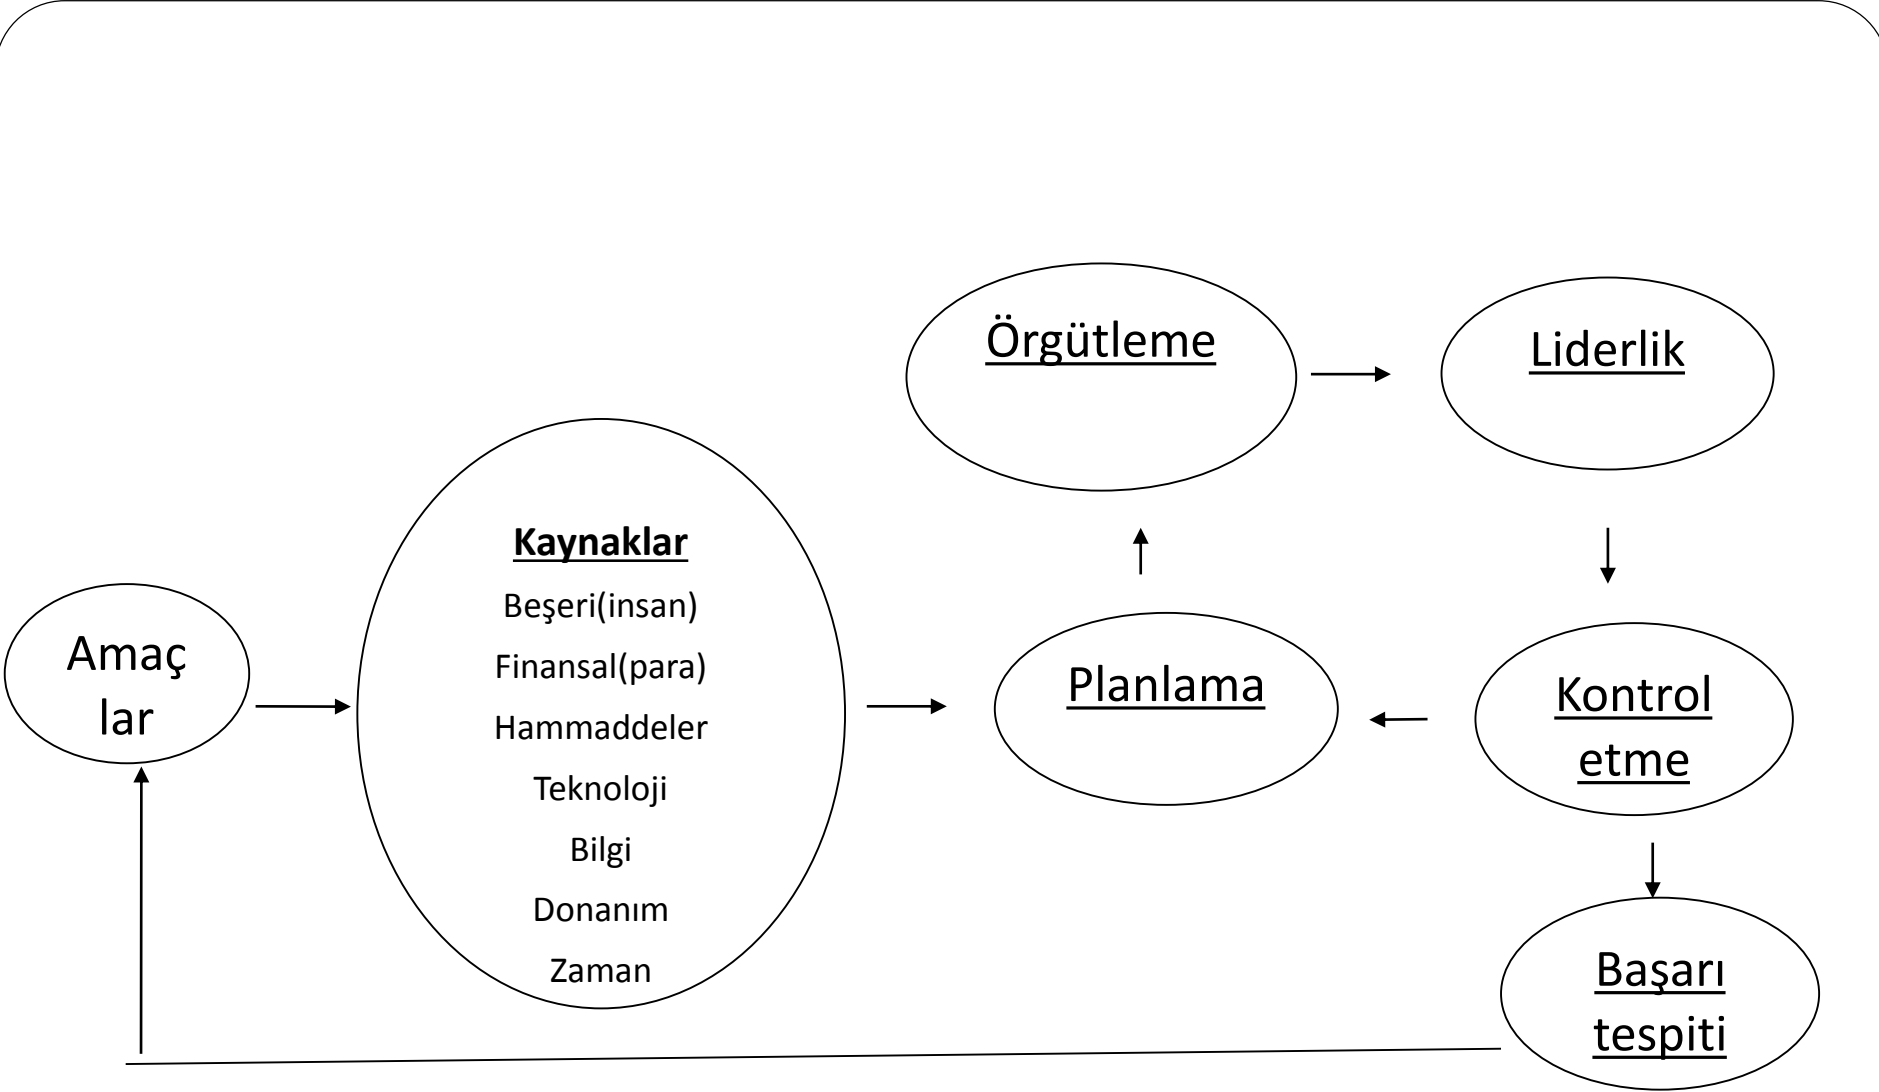 Örgütleme
Liderlik
Kaynaklar
Beşeri(insan)
Finansal(para)
Hammaddeler
Teknoloji
Bilgi
Donanım
Zaman
Amaç
lar
Planlama
Kontrol
etme
Başarı
tespiti